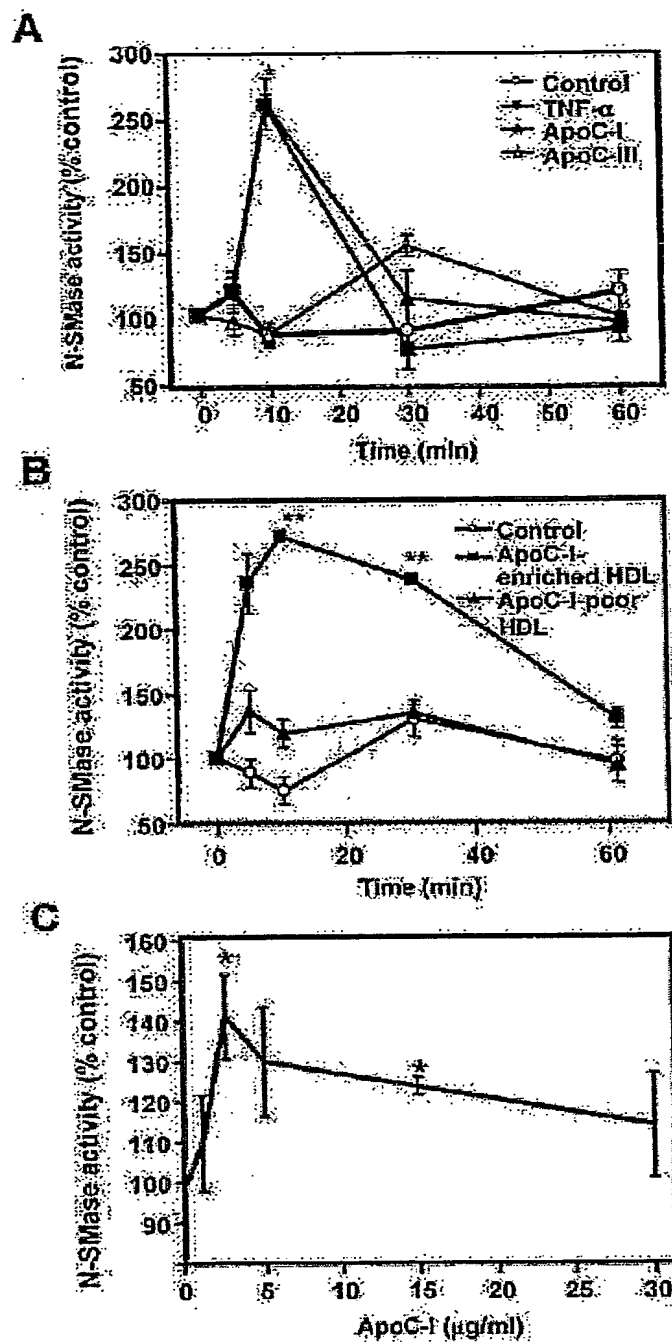 A
N-SMase activity (% control)
300
250
200
150
100
50
Control
TNF-α
ApoC-I
ApoC-III
*
0 10 20 30 40 50 60
Time (min)
B
N-SMase activity (% control)
300
250
200
150
100
50
Control
ApoC-I-
enriched HDL
ApoC-I-poor
HDL
**
**
0 20 40 60
Time (min)
C
N-SMase activity (% control)
160
150
140
130
120
110
100
90
*
*
0 5 10 15 20 25 30
ApoC-I (µg/ml)